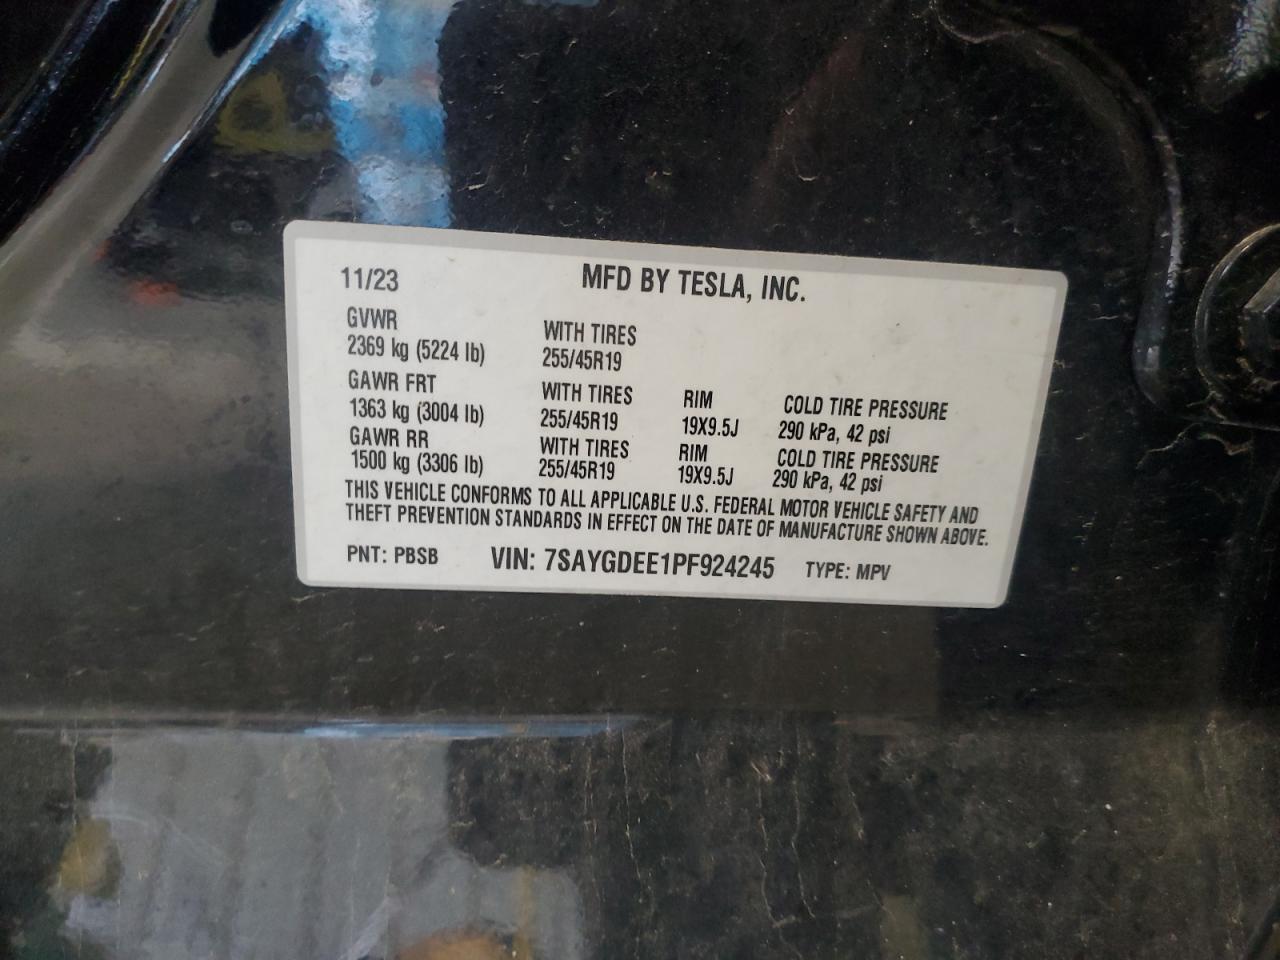 11/23 MFD BY TESLA, INC.
GVWR WITH TIRES
2369 kg (5224 lb) 255/45R19
GAWR FRT WITH TIRES RIM COLD TIRE PRESSURE
1363 kg (3004 lb) 255/45R19 19X9.5J 290 kPa, 42 psi
GAWR RR WITH TIRES RIM COLD TIRE PRESSURE
1500 kg (3306 lb) 255/45R19 19X9.5J 290 kPa, 42 psi
THIS VEHICLE CONFORMS TO ALL APPLICABLE U.S. FEDERAL MOTOR VEHICLE SAFETY AND
THEFT PREVENTION STANDARDS IN EFFECT ON THE DATE OF MANUFACTURE SHOWN ABOVE.
PNT: PBSB VIN: 7SAYGDEE1PF924245 TYPE: MPV